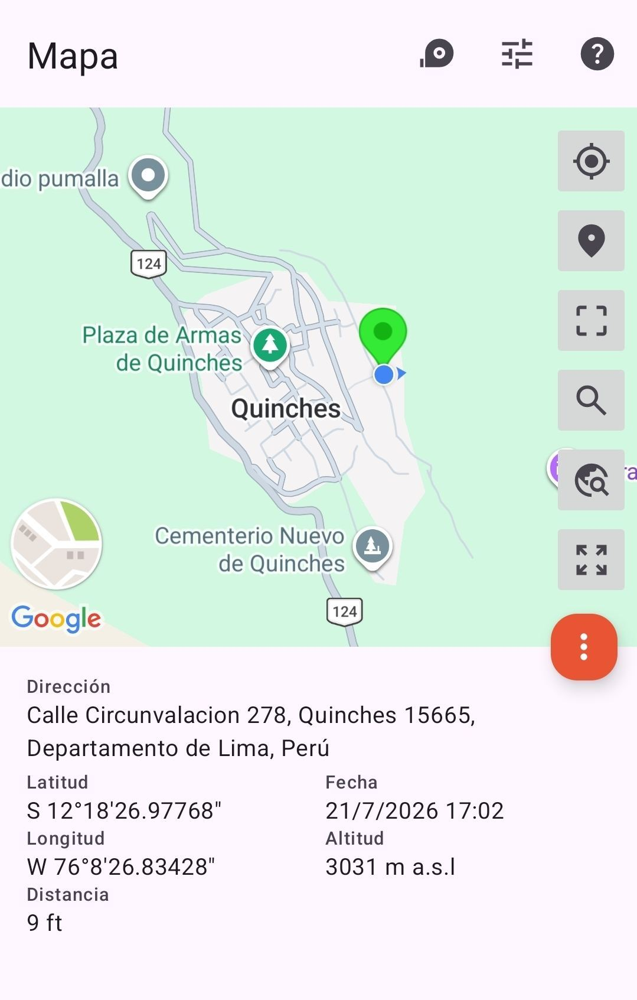 Mapa
dio pumalla
124
Plaza de Armas
de Quinches
Quinches
ra
Cementerio Nuevo
de Quinches
Google
124
Dirección
Calle Circunvalacion 278, Quinches 15665,
Departamento de Lima, Perú
Latitud
S 12°18'26.97768"
Fecha
21/7/2026 17:02
Longitud
W 76°8'26.83428"
Altitud
3031 m a.s.l
Distancia
9 ft